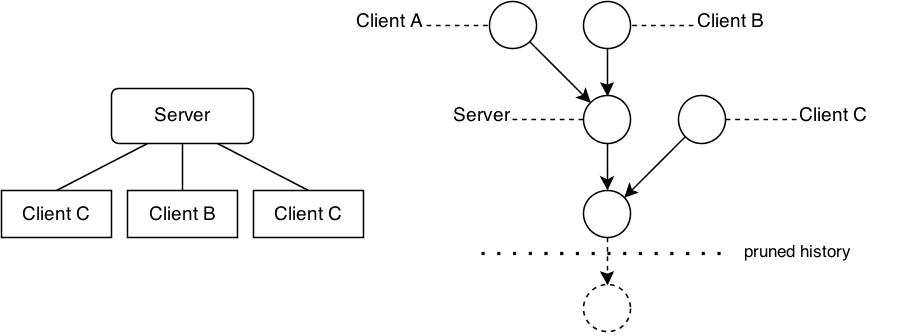 Server
Client C
Client B
Client C
Client A
Client B
Server
Client C
pruned history